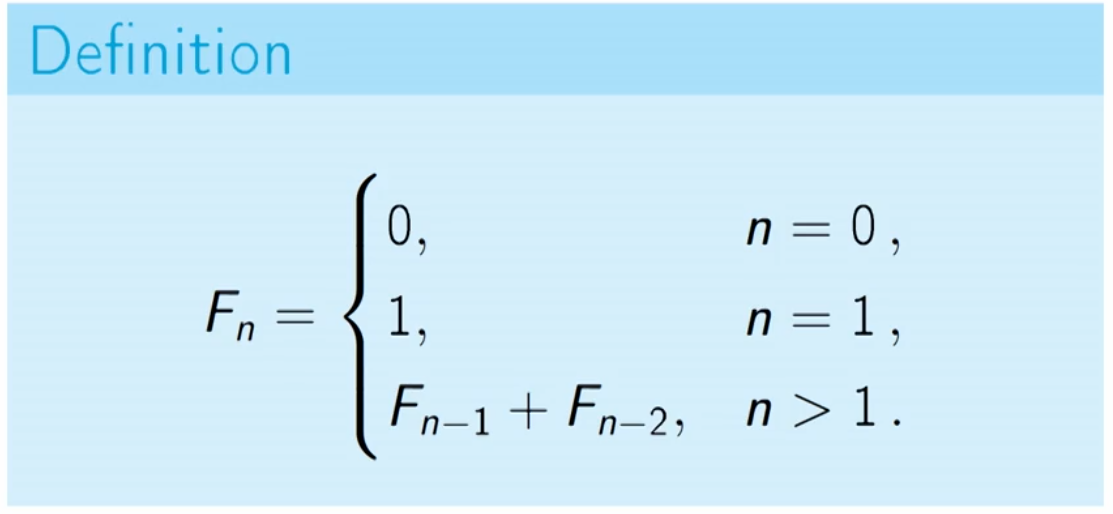 Definition
0, n = 0 ,
F_n = { 1, n = 1 ,
F_{n−1} + F_{n−2}, n > 1 .